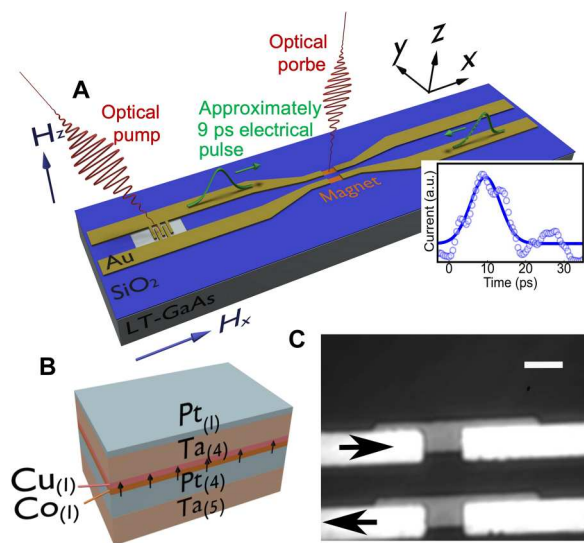 A
Optical
pump
Optical
porbe
Approximately
9 ps electrical
pulse
Z
y
x
Hz
Magnet
Au
SiO2
LT-GaAs
Hx
Current (a.u.)
0 10 20 30
Time (ps)
B
Pt(1)
Ta(4)
Cu(1)
Pt(4)
Co(1)
Ta(5)
C